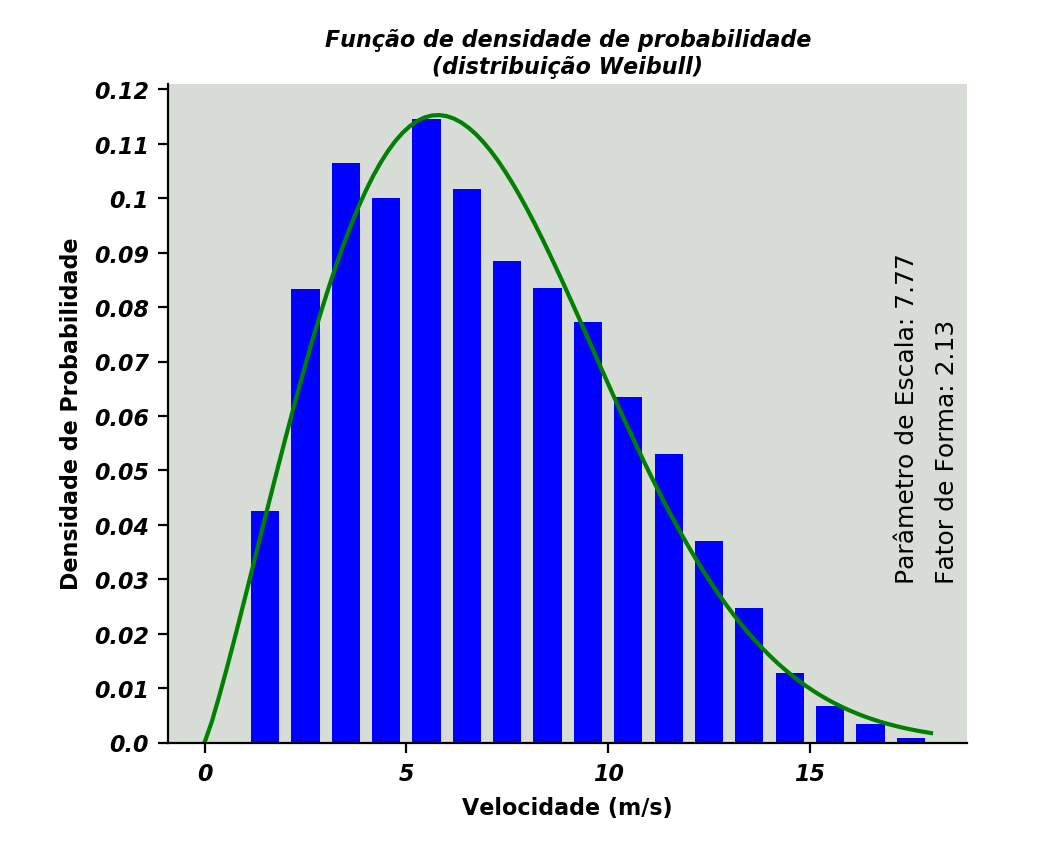 Função de densidade de probabilidade
(distribuição Weibull)
0.12
0.11
0.1
0.09
0.08
0.07
0.06
0.05
0.04
0.03
0.02
0.01
0.0
Densidade de Probabilidade
0
5
10
15
Velocidade (m/s)
Parâmetro de Escala: 7.77
Fator de Forma: 2.13